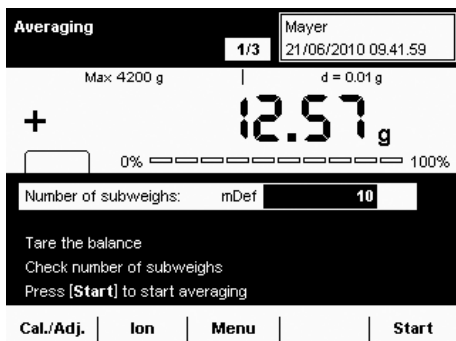 Averaging
1/3
Mayer
21/06/2010 09.41.59
Max 4200 g d = 0.01 g
+ 12.57 g
0% 100%
Number of subweighs: mDef 10
Tare the balance
Check number of subweighs
Press [Start] to start averaging
Cal./Adj. Ion Menu Start